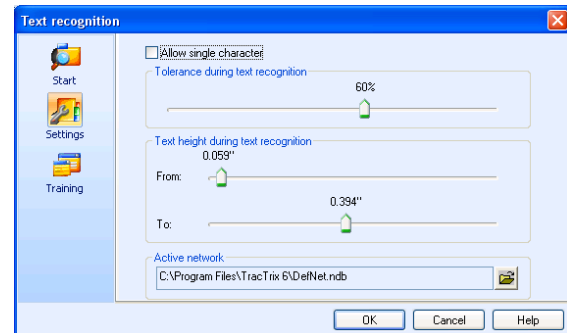 Text recognition
Start
Settings
Training
Allow single character
Tolerance during text recognition
60%
Text height during text recognition
0.059"
From:
0.394"
To:
Active network
C:\Program Files\TracTrix 6\DefNet.ndb
OK Cancel Help